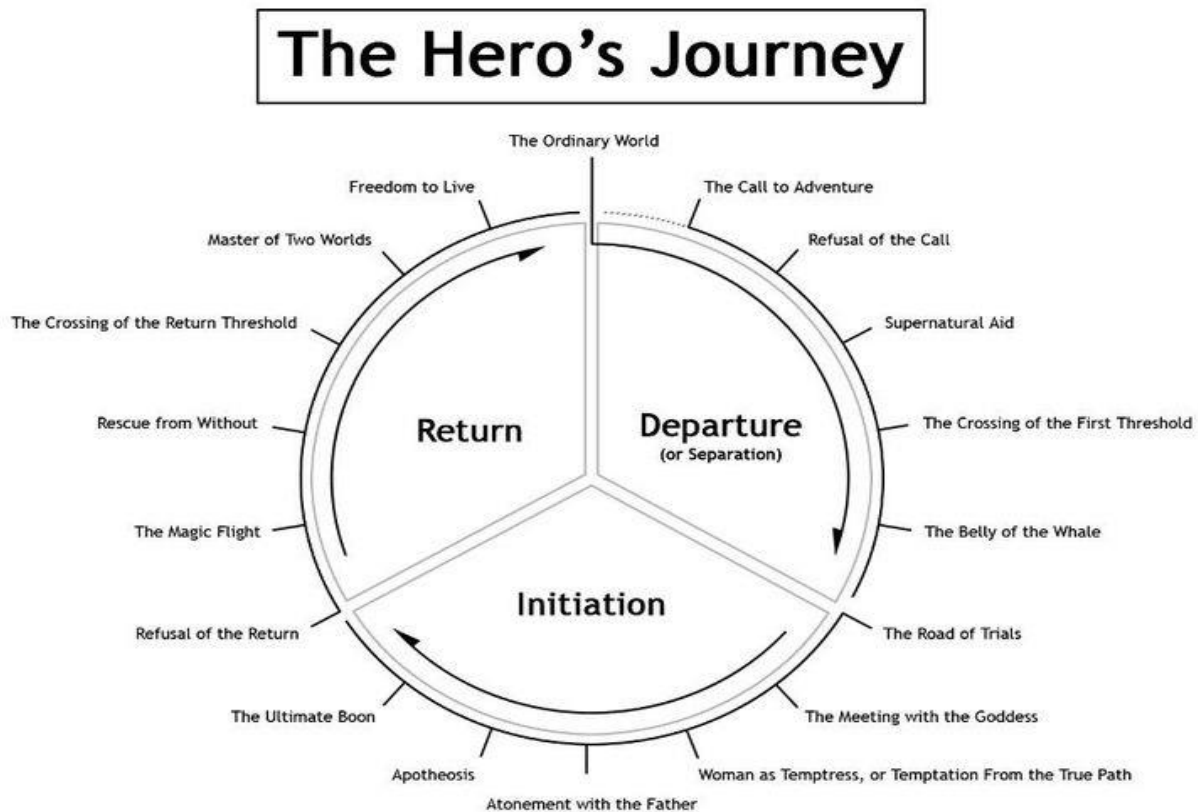 The Hero's Journey
The Ordinary World
The Call to Adventure
Refusal of the Call
Supernatural Aid
The Crossing of the First Threshold
The Belly of the Whale
The Road of Trials
The Meeting with the Goddess
Woman as Temptress, or Temptation From the True Path
Atonement with the Father
Apotheosis
The Ultimate Boon
Refusal of the Return
The Magic Flight
Rescue from Without
The Crossing of the Return Threshold
Master of Two Worlds
Freedom to Live
Departure
(or Separation)
Initiation
Return